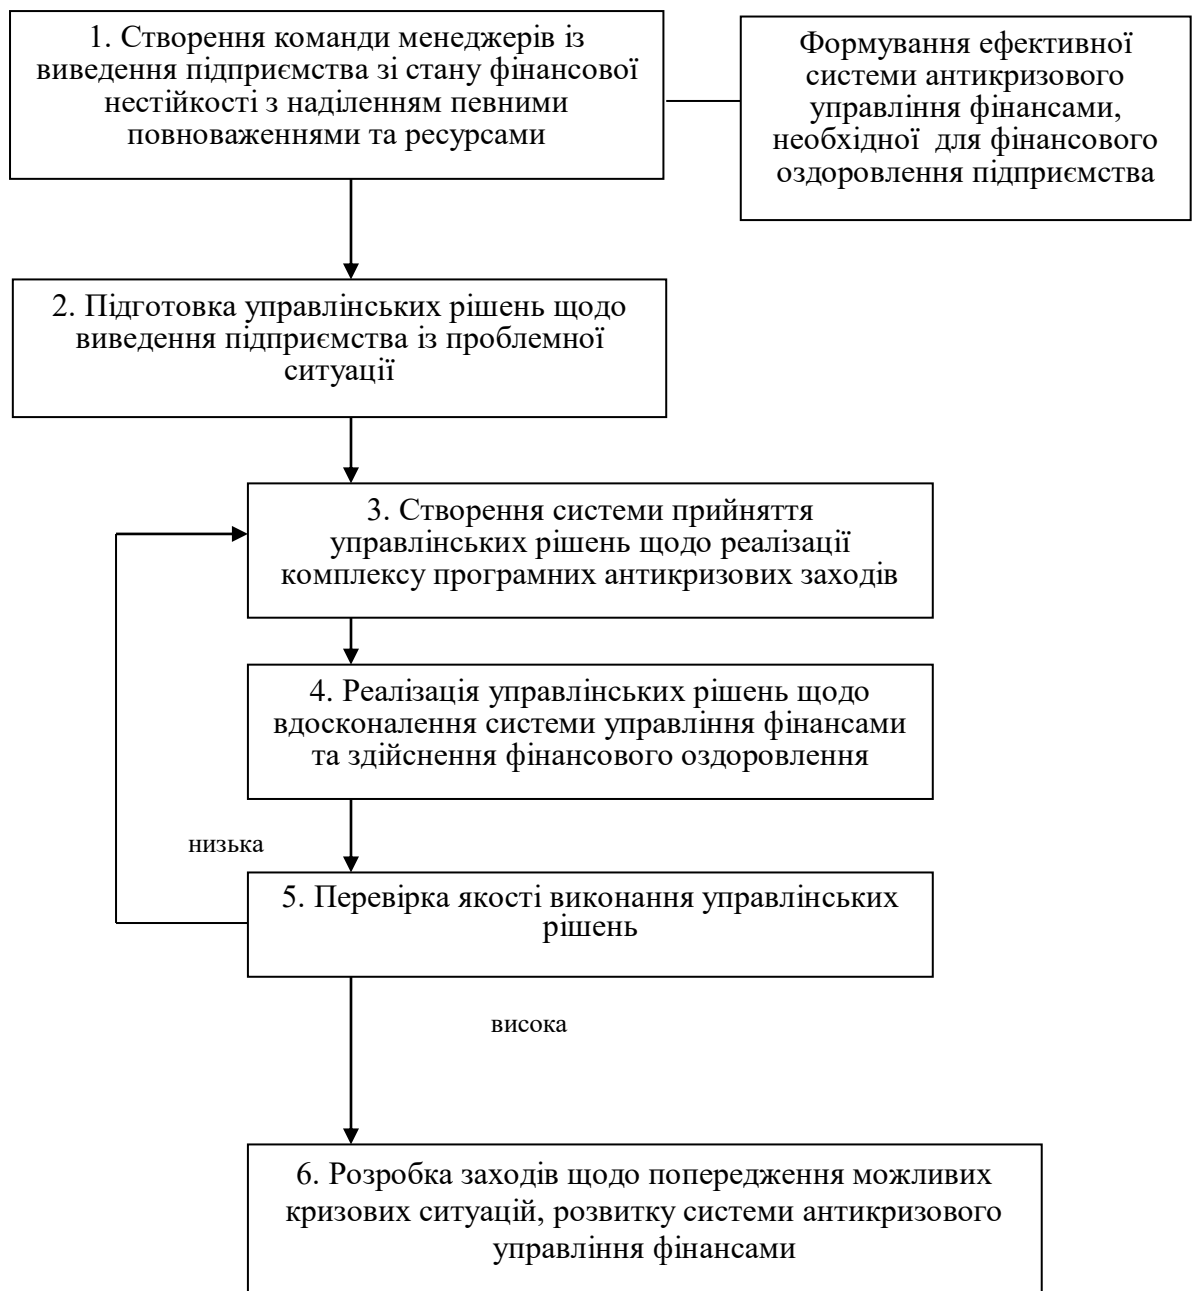 1. Створення команди менеджерів із
виведення підприємства зі стану фінансової
нестійкості з наділенням певними
повноваженнями та ресурсами
Формування ефективної
системи антикризового
управління фінансами,
необхідної для фінансового
оздоровлення підприємства
2. Підготовка управлінських рішень щодо
виведення підприємства із проблемної
ситуації
3. Створення системи прийняття
управлінських рішень щодо реалізації
комплексу програмних антикризових заходів
4. Реалізація управлінських рішень щодо
вдосконалення системи управління фінансами
та здійснення фінансового оздоровлення
низька
5. Перевірка якості виконання управлінських
рішень
висока
6. Розробка заходів щодо попередження можливих
кризових ситуацій, розвитку системи антикризового
управління фінансами